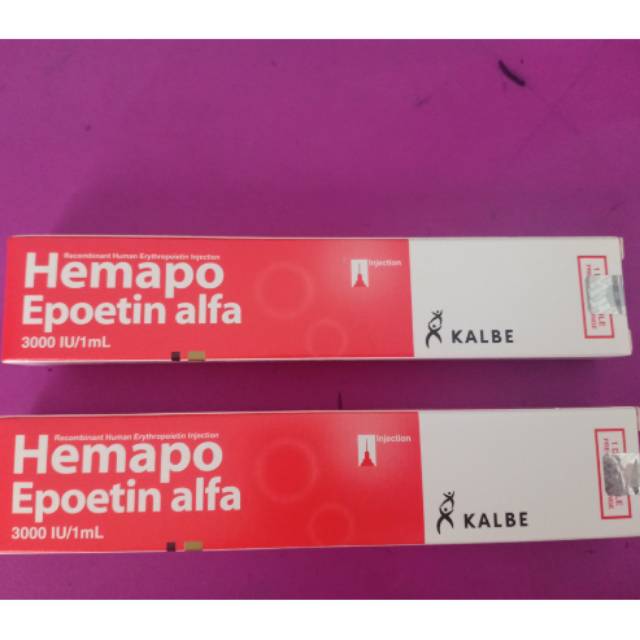 Recombinant Human Erythropoietin Injection
Hemapo
Epoetin alfa
3000 IU/1mL
Injection
KALBE
Recombinant Human Erythropoietin Injection
Hemapo
Epoetin alfa
3000 IU/1mL
Injection
KALBE